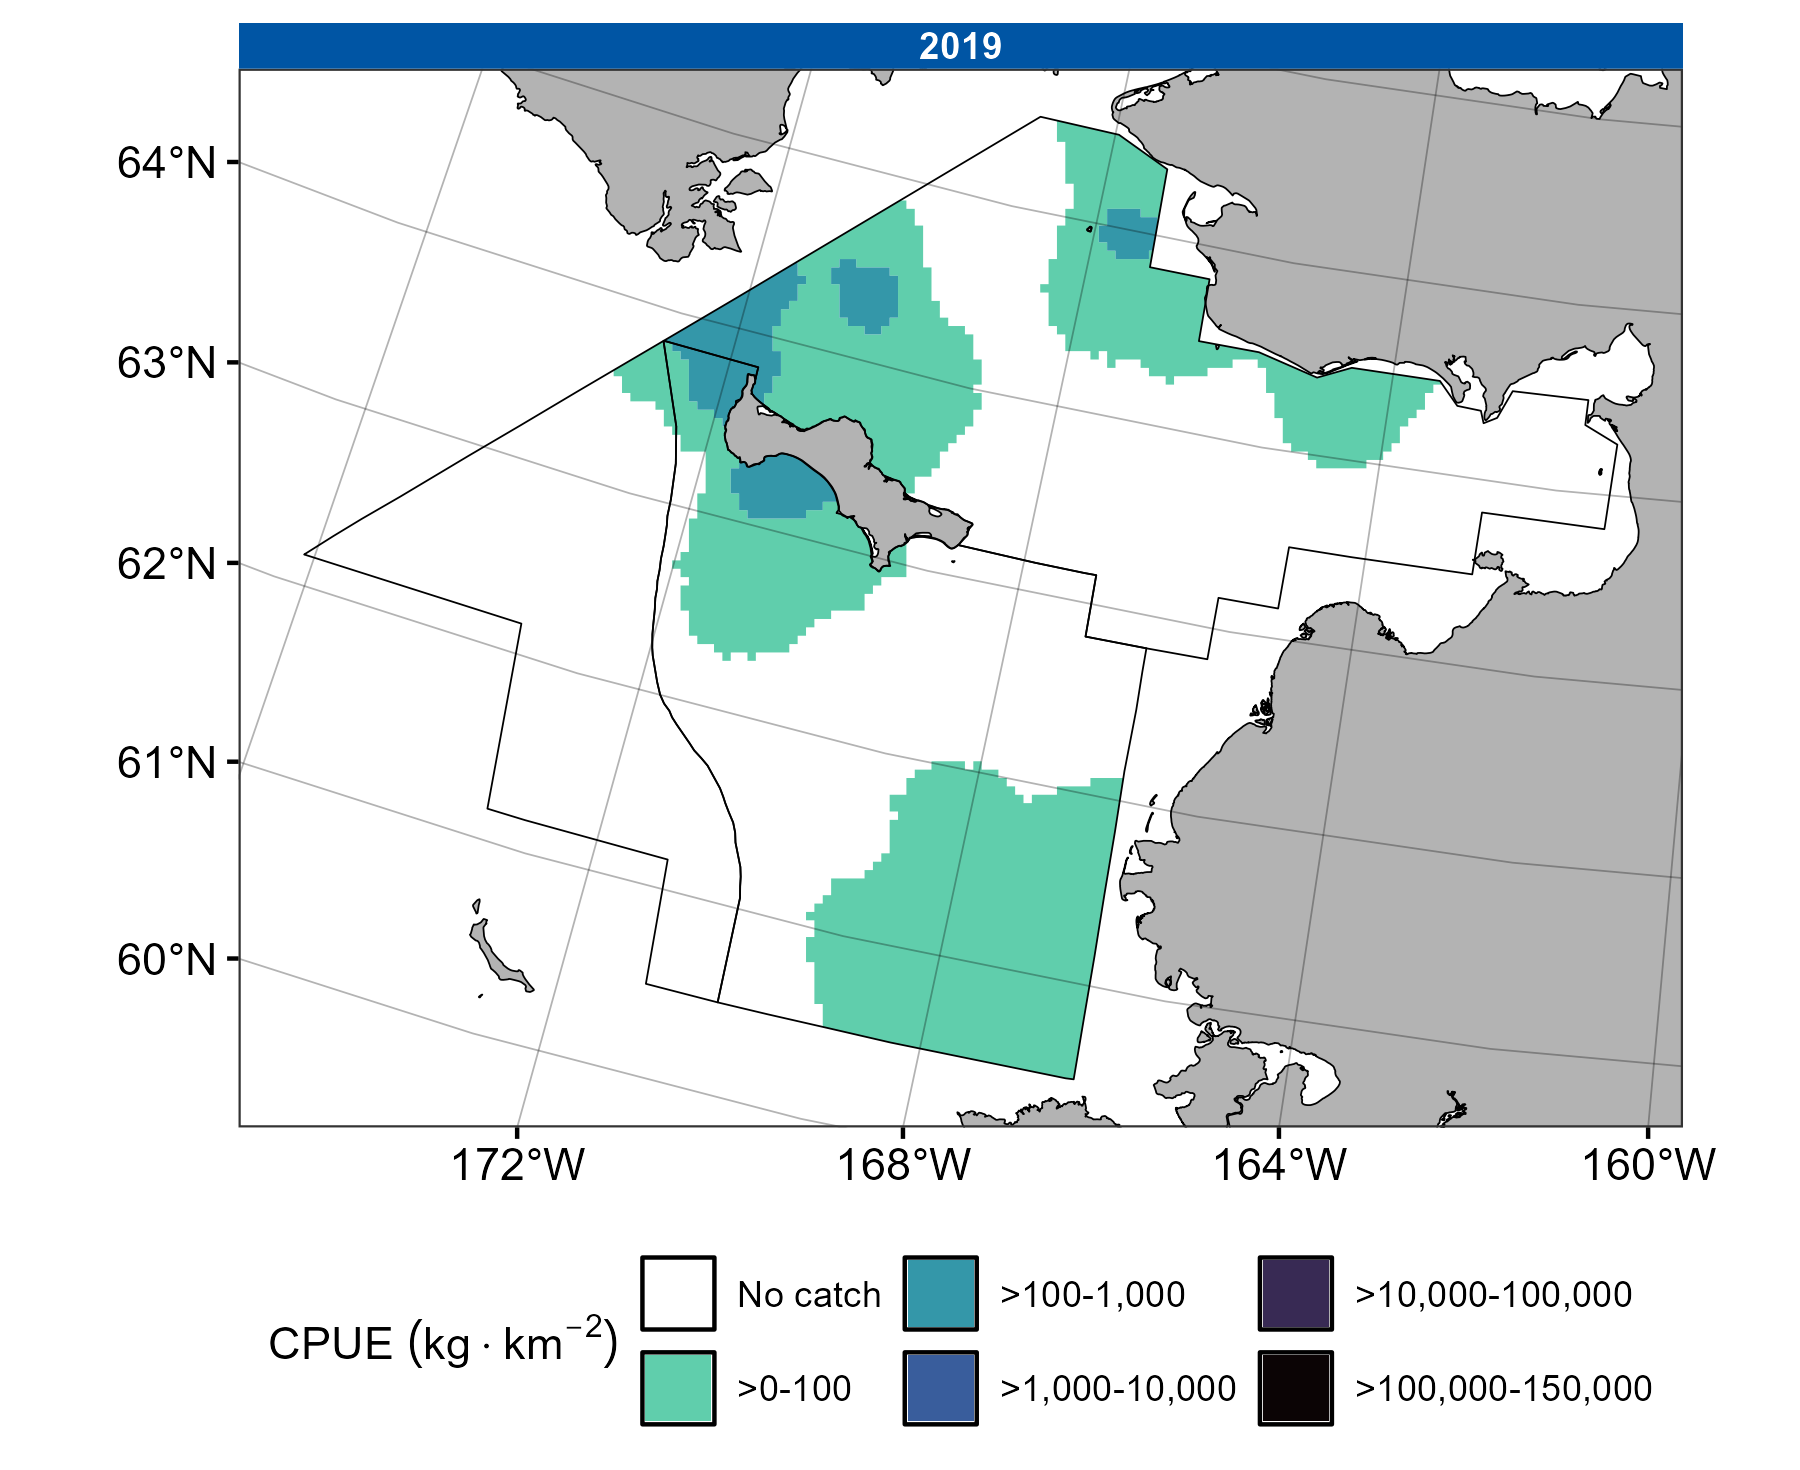 2019
64°N
63°N
62°N
61°N
60°N
172°W
168°W
164°W
160°W
CPUE (kg · km⁻²)
No catch
>0-100
>100-1,000
>1,000-10,000
>10,000-100,000
>100,000-150,000